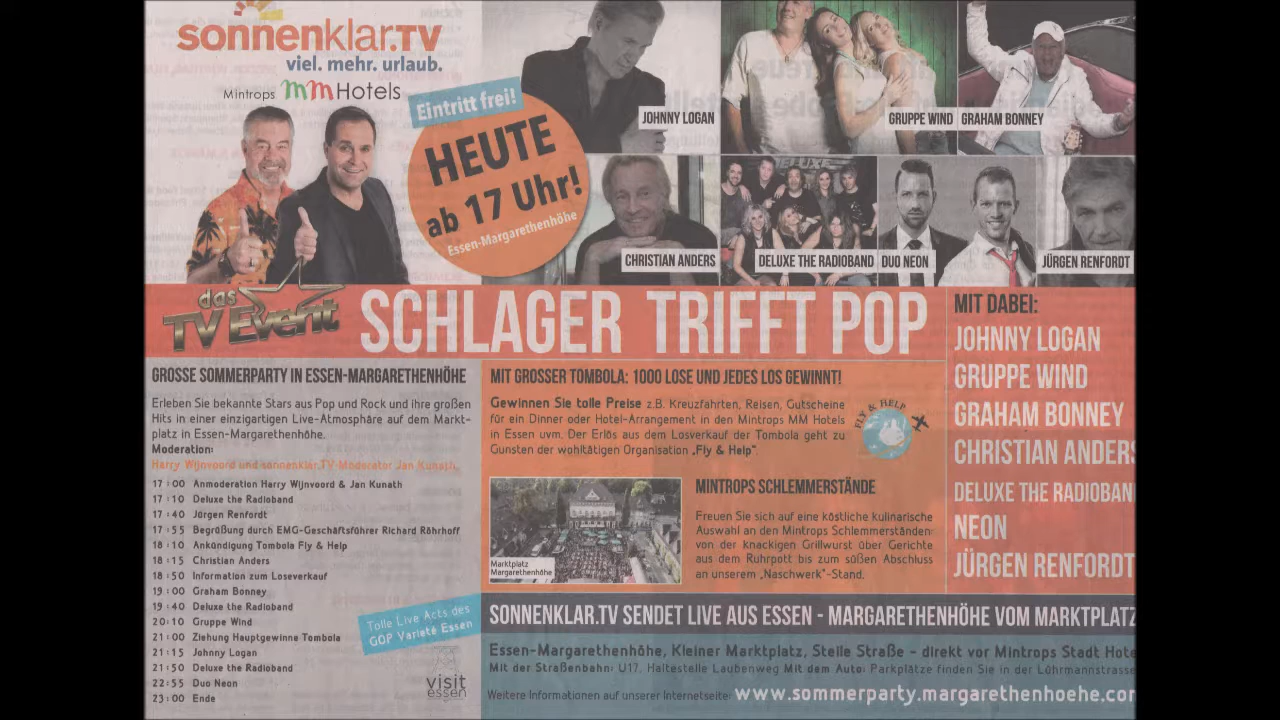 sonnenklar.TV
viel. mehr. urlaub.
Mintrops MM Hotels
Eintritt frei!
HEUTE
ab 17 Uhr!
Essen-Margarethenhöhe
JOHNNY LOGAN
GRUPPE WIND
GRAHAM BONNEY
CHRISTIAN ANDERS
DELUXE THE RADIOBAND
DUO NEON
JÜRGEN RENFORDT
das
TV Event
SCHLAGER TRIFFT POP
GROSSE SOMMERPARTY IN ESSEN-MARGARETHENHÖHE
Erleben Sie bekannte Stars aus Pop und Rock und ihre großen
Hits in einer einzigartigen Live-Atmosphäre auf dem Markt-
platz in Essen-Margarethenhöhe.
Moderation:
Harry Wijnvoord und sonnenklar.TV-Moderator Jan Kunath.
17:00 Anmoderation Harry Wijnvoord & Jan Kunath
17:10 Deluxe the Radioband
17:40 Jürgen Renfordt
17:55 Begrüßung durch EMG-Geschäftsführer Richard Röhrhoff
18:10 Ankündigung Tombola Fly & Help
18:15 Christian Anders
18:50 Information zum Loseverkauf
19:00 Graham Bonney
19:40 Deluxe the Radioband
20:10 Gruppe Wind
21:00 Ziehung Hauptgewinne Tombola
21:15 Johnny Logan
21:50 Deluxe the Radioband
22:55 Duo Neon
23:00 Ende
Tolle Live Acts des
GOP Varieté Essen
visit
essen
MIT GROSSER TOMBOLA: 1000 LOSE UND JEDES LOS GEWINNT!
Gewinnen Sie tolle Preise z.B. Kreuzfahrten, Reisen, Gutscheine
für ein Dinner oder Hotel-Arrangement in den Mintrops MM Hotels
in Essen uvm. Der Erlös aus dem Losverkauf der Tombola geht zu
Gunsten der wohltätigen Organisation „Fly & Help".
FLY & HELP
Marktplatz
Margarethenhöhe
MINTROPS SCHLEMMERSTÄNDE
Freuen Sie sich auf eine köstliche kulinarische
Auswahl an den Mintrops Schlemmerständen:
von der knackigen Grillwurst über Gerichte
aus dem Ruhrpott bis zum süßen Abschluss
an unserem „Naschwerk"-Stand.
MIT DABEI:
JOHNNY LOGAN
GRUPPE WIND
GRAHAM BONNEY
CHRISTIAN ANDERS
DELUXE THE RADIOBAN
NEON
JÜRGEN RENFORDT
SONNENKLAR.TV SENDET LIVE AUS ESSEN - MARGARETHENHÖHE VOM MARKTPLATZ
Essen-Margarethenhöhe, Kleiner Marktplatz, Steile Straße - direkt vor Mintrops Stadt Hote
Mit der Straßenbahn: U17, Haltestelle Laubenweg Mit dem Auto: Parkplätze finden Sie in der Lührmannstrasse
Weitere Informationen auf unserer Internetseite: www.sommerparty.margarethenhoehe.com